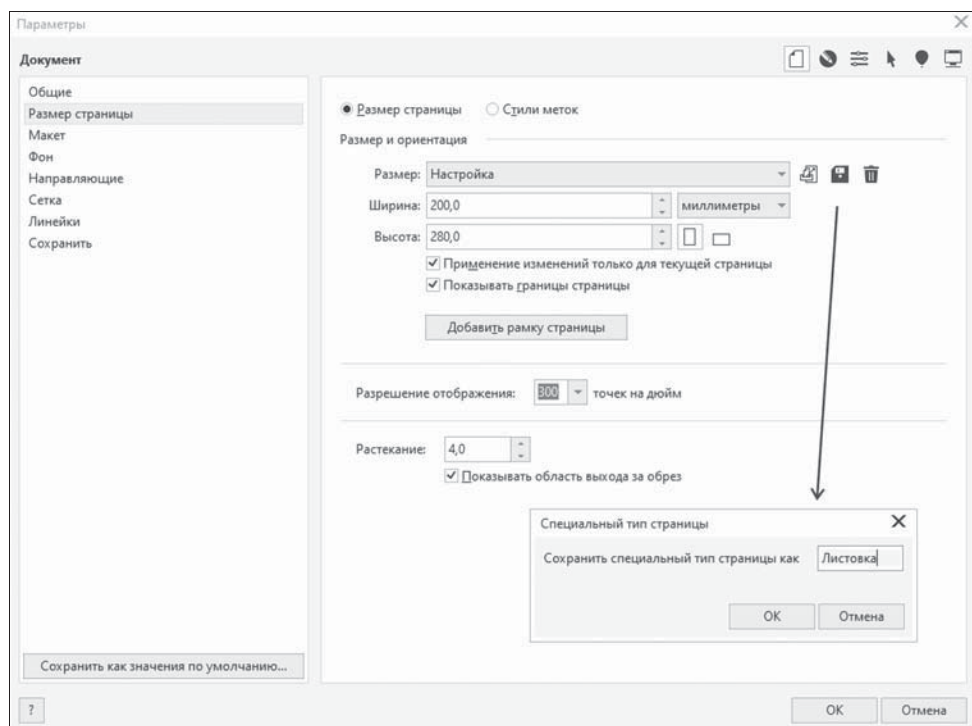 Параметры
Документ
Общие
Размер страницы
Макет
Фон
Направляющие
Сетка
Линейки
Сохранить
Сохранить как значения по умолчанию...
Размер страницы
Стили меток
Размер и ориентация
Размер: Настройка
Ширина: 200,0 миллиметры
Высота: 280,0
Применение изменений только для текущей страницы
Показывать границы страницы
Добавить рамку страницы
Разрешение отображения: 300 точек на дюйм
Растекание: 4,0
Показывать область выхода за обрез
Специальный тип страницы
Сохранить специальный тип страницы как Листовка
OK Отмена
? OK Отмена